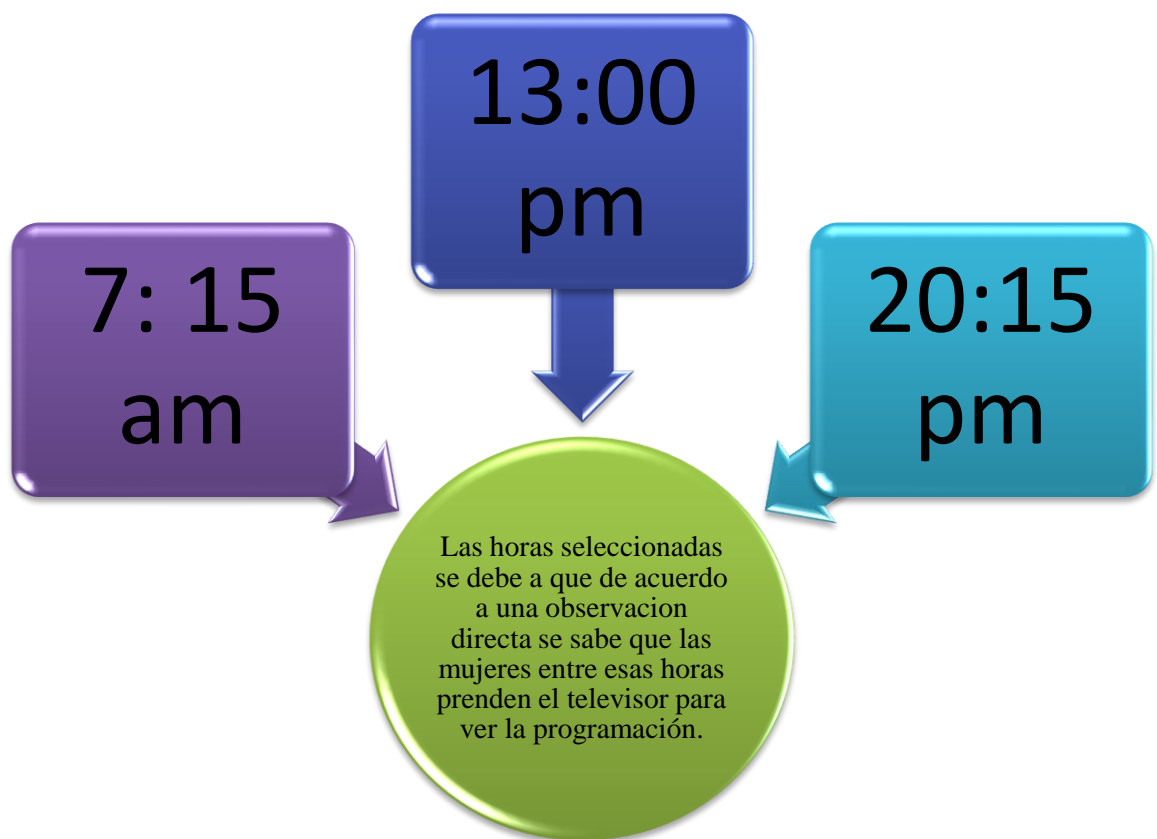 7: 15
am
13:00
pm
20:15
pm
Las horas seleccionadas
se debe a que de acuerdo
a una observacion
directa se sabe que las
mujeres entre esas horas
prenden el televisor para
ver la programación.